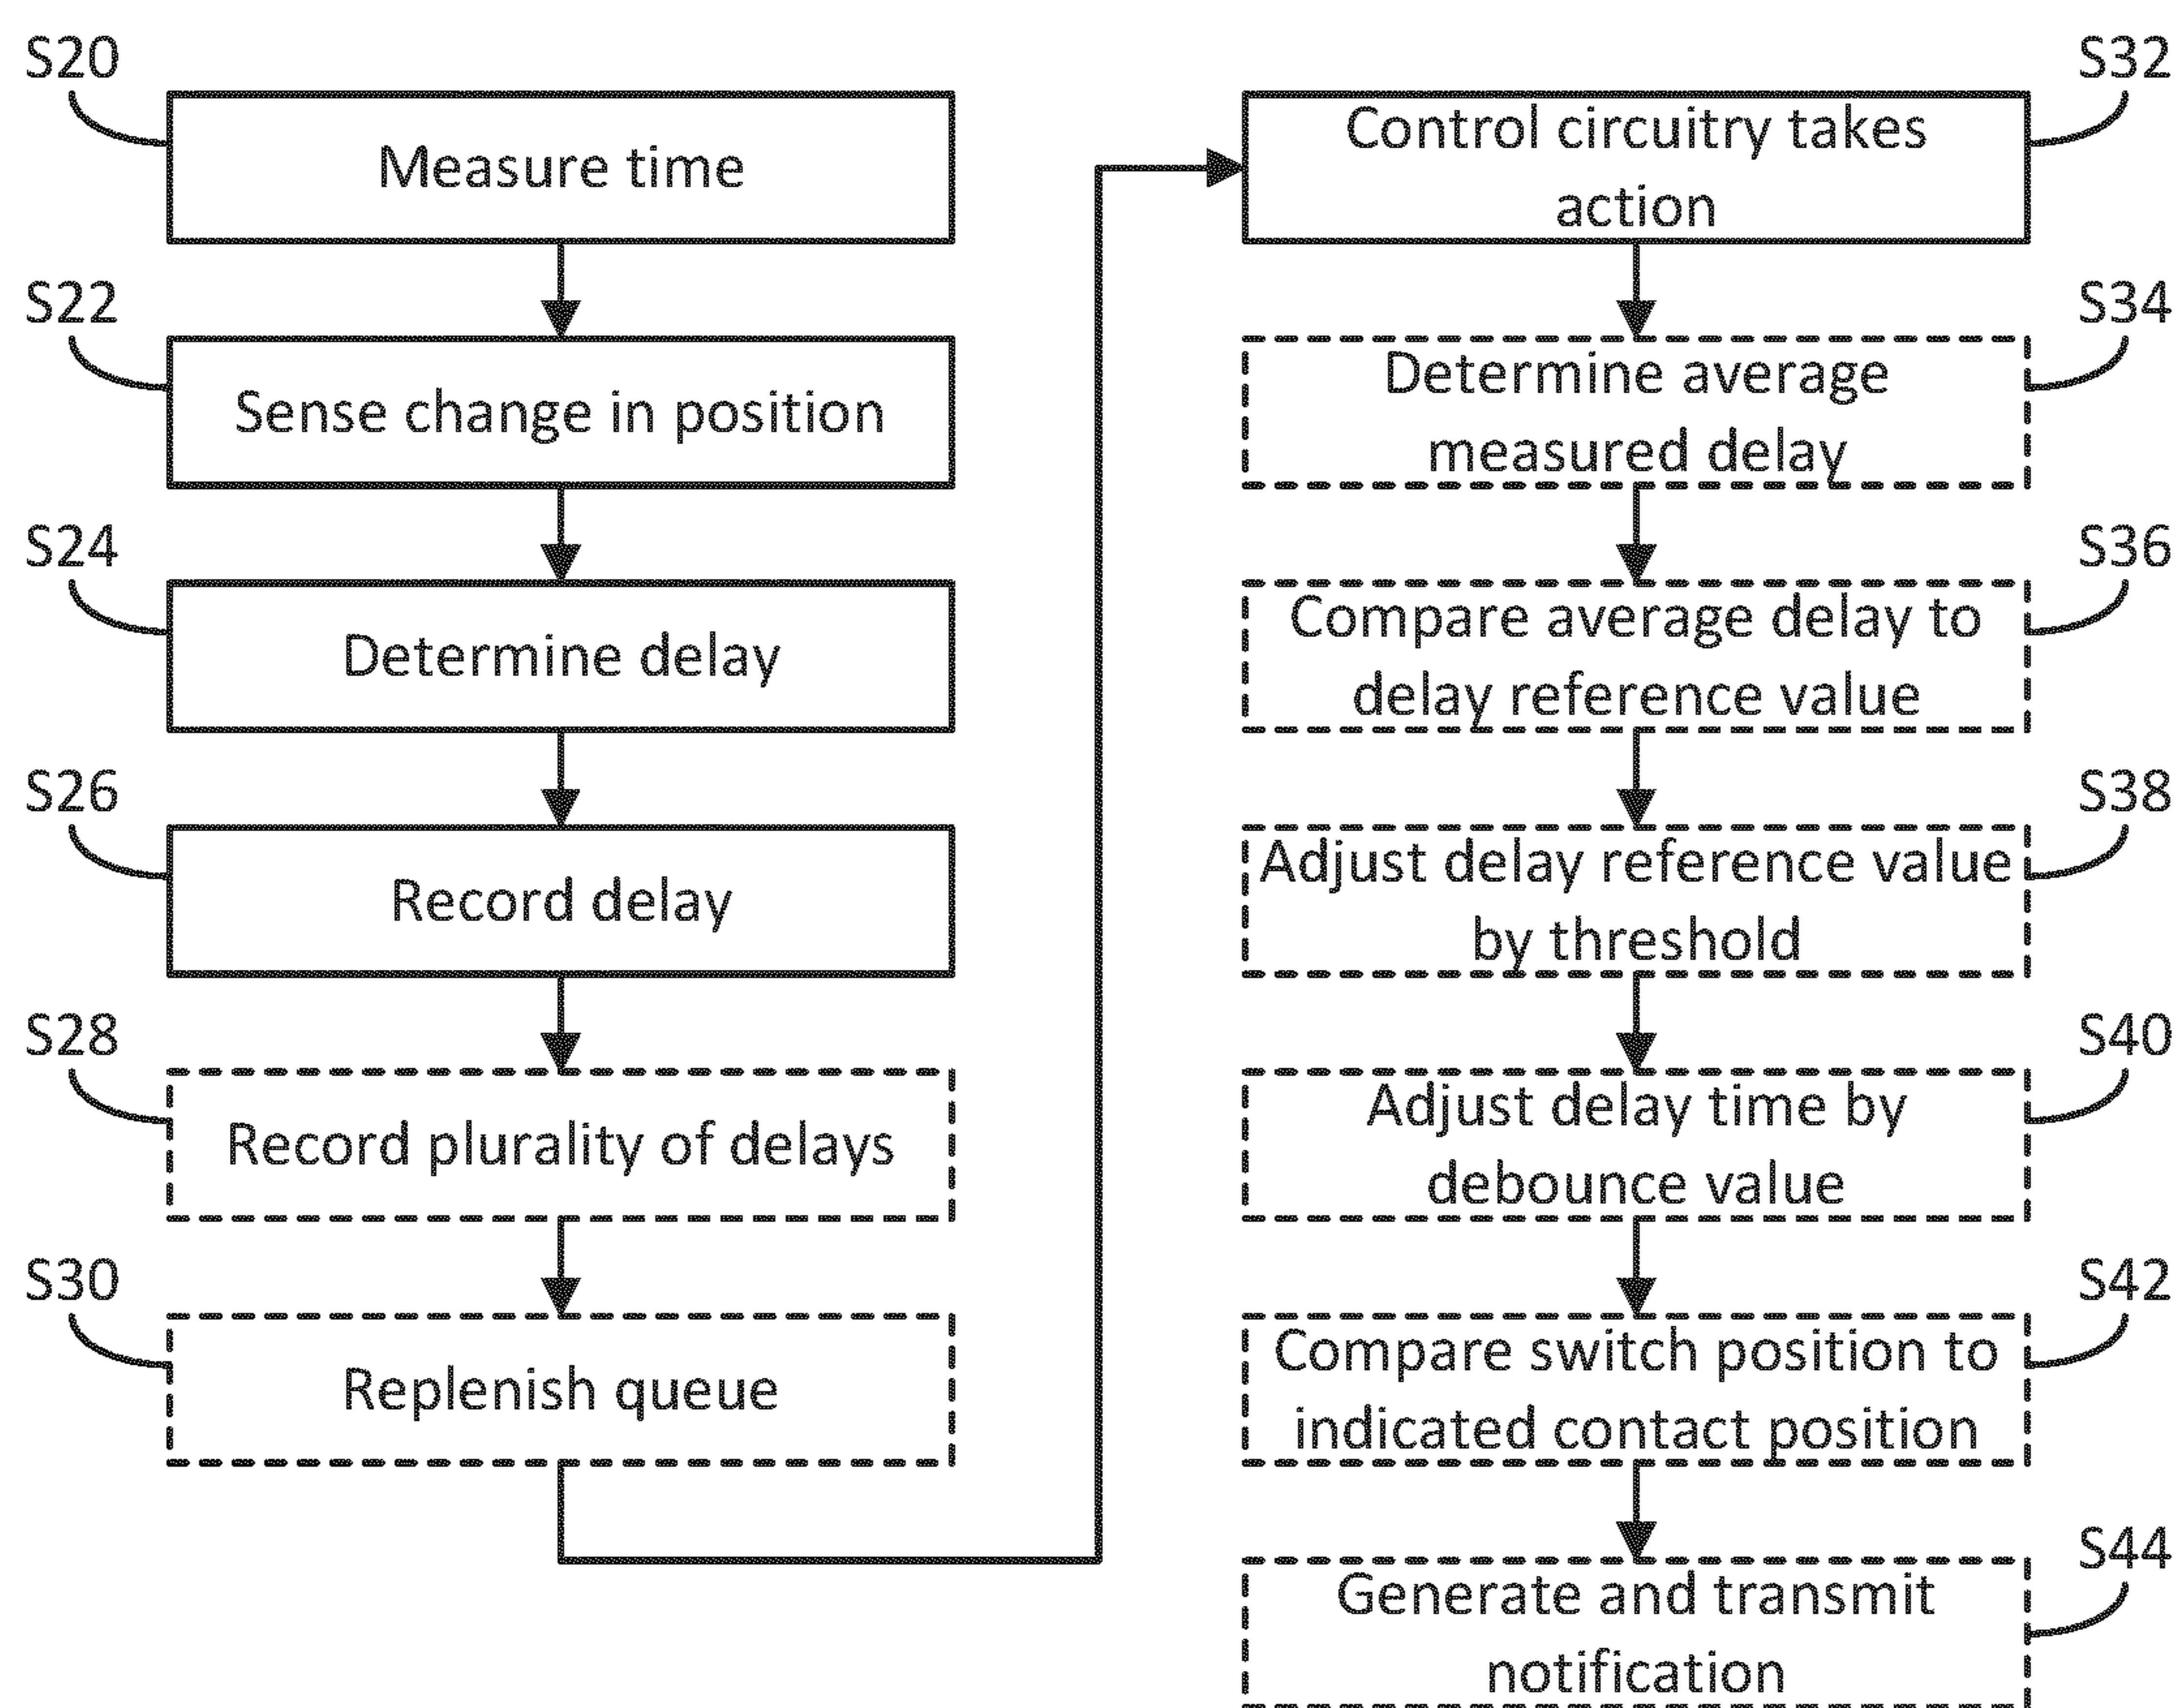 S20
Measure time
S22
Sense change in position
S24
Determine delay
S26
Record delay
S28
Record plurality of delays
S30
Replenish queue
S32
Control circuitry takes
action
S34
Determine average
measured delay
S36
Compare average delay to
delay reference value
S38
Adjust delay reference value
by threshold
S40
Adjust delay time by
debounce value
S42
Compare switch position to
indicated contact position
S44
Generate and transmit
notification